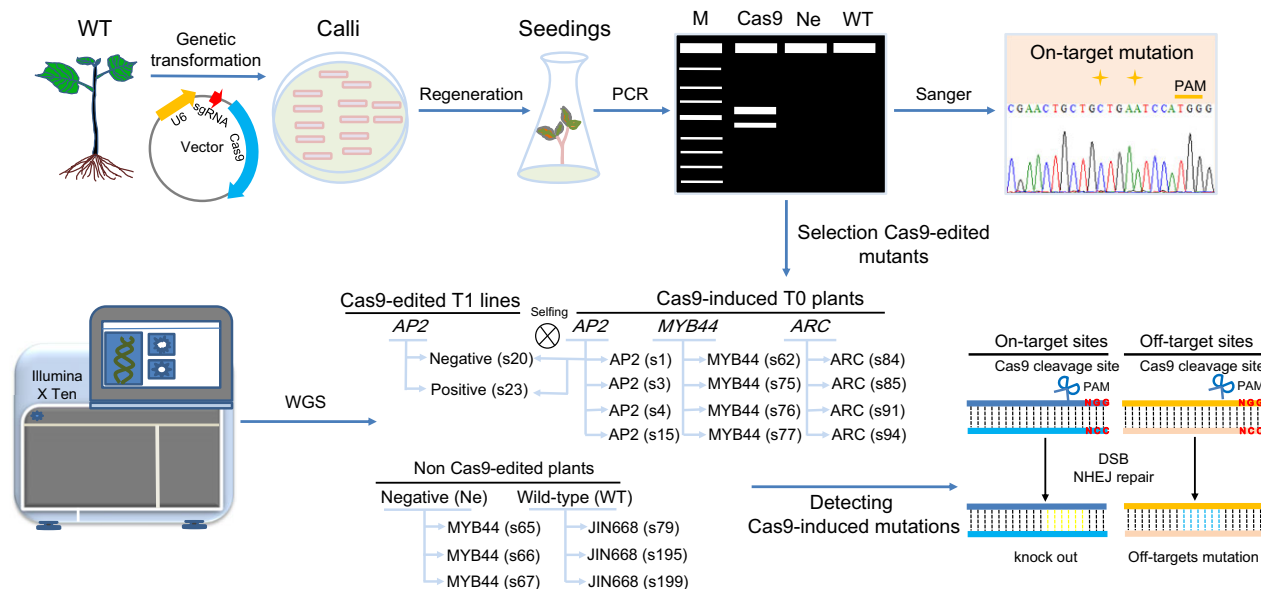 WT
Genetic
transformation
U6
sgRNA
Cas9
Vector
Calli
Regeneration
Seedings
PCR
M Cas9 Ne WT
Sanger
On-target mutation
PAM
CGAACTGCTGCTGAATCCATGGG
Selection Cas9-edited
mutants
Illumina
X Ten
WGS
Cas9-edited T1 lines
AP2
Negative (s20)
Positive (s23)
Selfing
Cas9-induced T0 plants
AP2 MYB44 ARC
AP2 (s1) MYB44 (s62) ARC (s84)
AP2 (s3) MYB44 (s75) ARC (s85)
AP2 (s4) MYB44 (s76) ARC (s91)
AP2 (s15) MYB44 (s77) ARC (s94)
Non Cas9-edited plants
Negative (Ne) Wild-type (WT)
MYB44 (s65) JIN668 (s79)
MYB44 (s66) JIN668 (s195)
MYB44 (s67) JIN668 (s199)
Detecting
Cas9-induced mutations
On-target sites Off-target sites
Cas9 cleavage site Cas9 cleavage site
PAM PAM
NGG NGG
NCC NCC
DSB
NHEJ repair
knock out Off-targets mutation